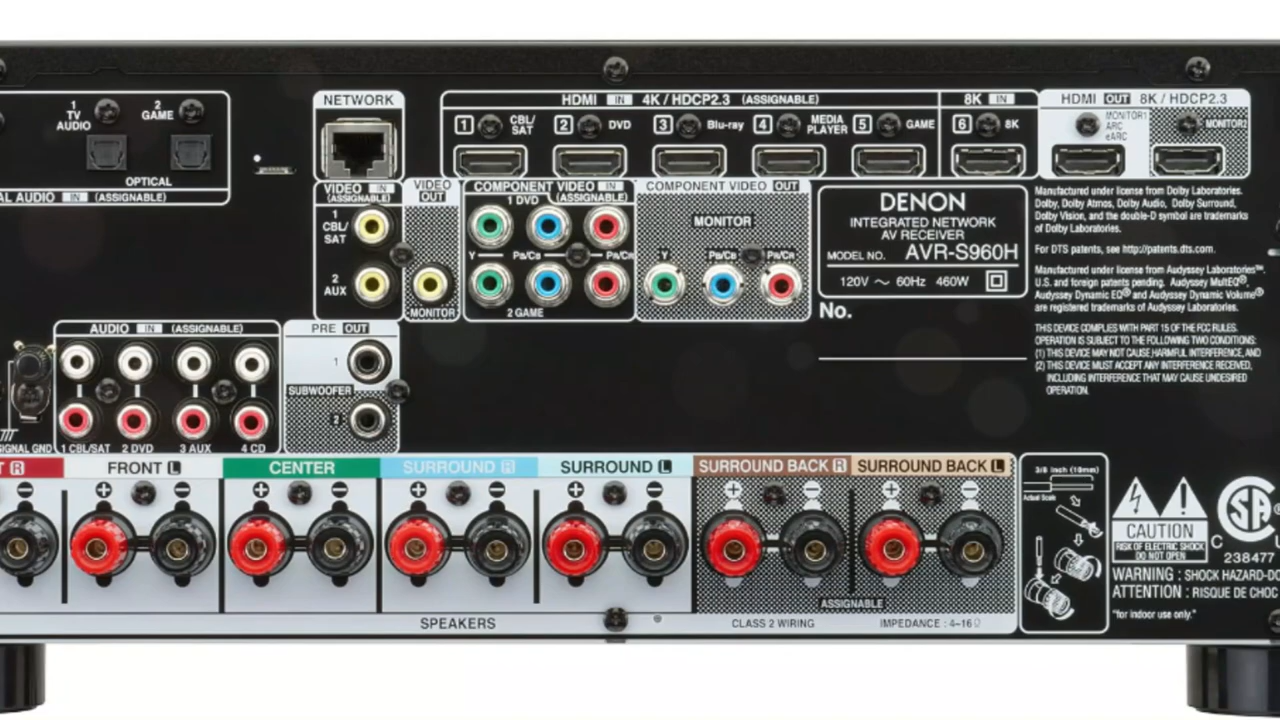 1
TV
AUDIO
2
GAME
OPTICAL
AL AUDIO IN (ASSIGNABLE)
NETWORK
HDMI IN 4K / HDCP2.3 (ASSIGNABLE)
8K IN
HDMI OUT 8K / HDCP2.3
1 CBL/
SAT
2 DVD
3 Blu-ray
4 MEDIA
PLAYER
5 GAME
6 8K
MONITOR1
ARC
eARC
MONITOR2
VIDEO IN
(ASSIGNABLE)
1
CBL/
SAT
2
AUX
VIDEO
OUT
MONITOR
COMPONENT VIDEO IN
1 DVD (ASSIGNABLE)
Y PB/CB PR/CR
2 GAME
COMPONENT VIDEO OUT
MONITOR
Y PB/CB PR/CR
DENON
INTEGRATED NETWORK
AV RECEIVER
MODEL NO. AVR-S960H
120V ～ 60Hz 460W
No.
Manufactured under license from Dolby Laboratories.
Dolby, Dolby Atmos, Dolby Audio, Dolby Surround,
Dolby Vision, and the double-D symbol are trademarks
of Dolby Laboratories.
For DTS patents, see http://patents.dts.com.
Manufactured under license from Audyssey Laboratories™.
U.S. and foreign patents pending. Audyssey MultEQ®,
Audyssey Dynamic EQ® and Audyssey Dynamic Volume®
are registered trademarks of Audyssey Laboratories.
THIS DEVICE COMPLIES WITH PART 15 OF THE FCC RULES.
OPERATION IS SUBJECT TO THE FOLLOWING TWO CONDITIONS:
(1) THIS DEVICE MAY NOT CAUSE HARMFUL INTERFERENCE, AND
(2) THIS DEVICE MUST ACCEPT ANY INTERFERENCE RECEIVED,
INCLUDING INTERFERENCE THAT MAY CAUSE UNDESIRED
OPERATION.
AUDIO IN (ASSIGNABLE)
1 CBL/SAT 2 DVD 3 AUX 4 CD
SIGNAL GND
PRE OUT
1
SUBWOOFER
2
T R
FRONT L
CENTER
SURROUND R
SURROUND L
SURROUND BACK R
SURROUND BACK L
ASSIGNABLE
SPEAKERS
CLASS 2 WIRING
IMPEDANCE : 4~16 Ω
3/8 inch (10mm)
Actual Scale
CAUTION
RISK OF ELECTRIC SHOCK
DO NOT OPEN
SA
C U
238477
WARNING : SHOCK HAZARD-DO
ATTENTION : RISQUE DE CHOC
"for indoor use only."